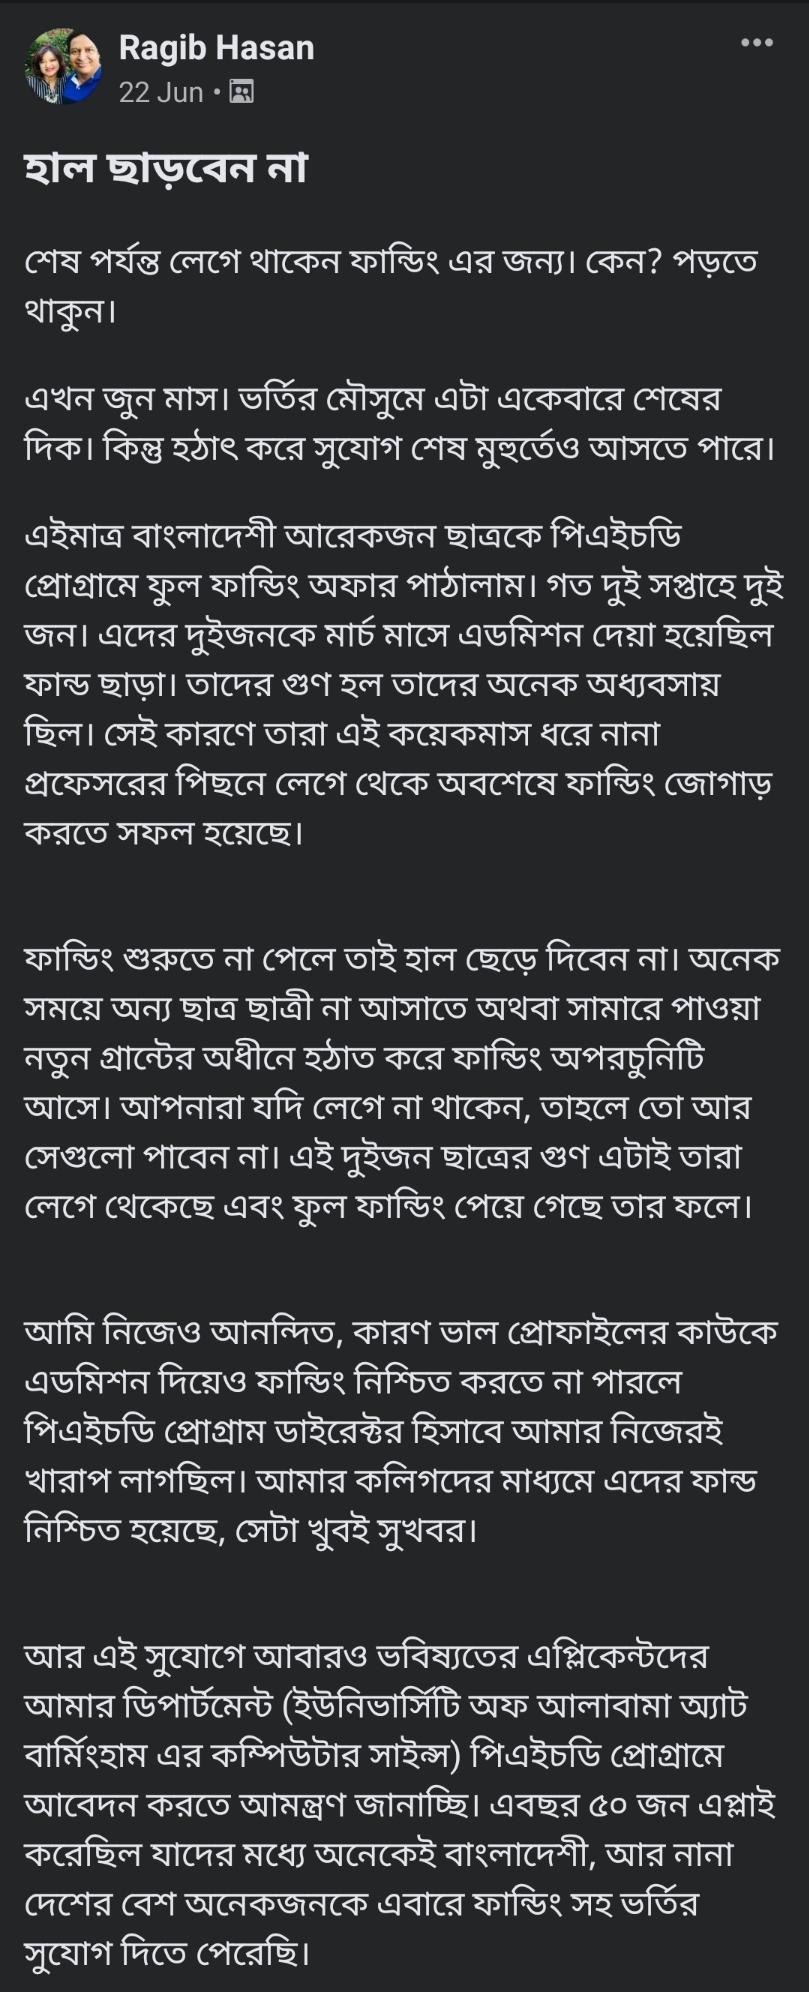 Ragib Hasan
22 Jun •
হাল ছাড়বেন না
শেষ পর্যন্ত লেগে থাকেন ফান্ডিং এর জন্য। কেন? পড়তে
থাকুন।
এখন জুন মাস। ভর্তির মৌসুমে এটা একেবারে শেষের
দিক। কিন্তু হঠাৎ করে সুযোগ শেষ মুহুর্তেও আসতে পারে।
এইমাত্র বাংলাদেশী আরেকজন ছাত্রকে পিএইচডি
প্রোগ্রামে ফুল ফান্ডিং অফার পাঠালাম। গত দুই সপ্তাহে দুই
জন। এদের দুইজনকে মার্চ মাসে এডমিশন দেয়া হয়েছিল
ফান্ড ছাড়া। তাদের গুণ হল তাদের অনেক অধ্যবসায়
ছিল। সেই কারণে তারা এই কয়েকমাস ধরে নানা
প্রফেসরের পিছনে লেগে থেকে অবশেষে ফান্ডিং জোগাড়
করতে সফল হয়েছে।
ফান্ডিং শুরুতে না পেলে তাই হাল ছেড়ে দিবেন না। অনেক
সময়ে অন্য ছাত্র ছাত্রী না আসাতে অথবা সামারে পাওয়া
নতুন গ্রান্টের অধীনে হঠাত করে ফান্ডিং অপরচুনিটি
আসে। আপনারা যদি লেগে না থাকেন, তাহলে তো আর
সেগুলো পাবেন না। এই দুইজন ছাত্রের গুণ এটাই তারা
লেগে থেকেছে এবং ফুল ফান্ডিং পেয়ে গেছে তার ফলে।
আমি নিজেও আনন্দিত, কারণ ভাল প্রোফাইলের কাউকে
এডমিশন দিয়েও ফান্ডিং নিশ্চিত করতে না পারলে
পিএইচডি প্রোগ্রাম ডাইরেক্টর হিসাবে আমার নিজেরই
খারাপ লাগছিল। আমার কলিগদের মাধ্যমে এদের ফান্ড
নিশ্চিত হয়েছে, সেটা খুবই সুখবর।
আর এই সুযোগে আবারও ভবিষ্যতের এপ্লিকেন্টদের
আমার ডিপার্টমেন্ট (ইউনিভার্সিটি অফ আলাবামা অ্যাট
বার্মিংহাম এর কম্পিউটার সাইন্স) পিএইচডি প্রোগ্রামে
আবেদন করতে আমন্ত্রণ জানাচ্ছি। এবছর ৫০ জন এপ্লাই
করেছিল যাদের মধ্যে অনেকেই বাংলাদেশী, আর নানা
দেশের বেশ অনেকজনকে এবারে ফান্ডিং সহ ভর্তির
সুযোগ দিতে পেরেছি।